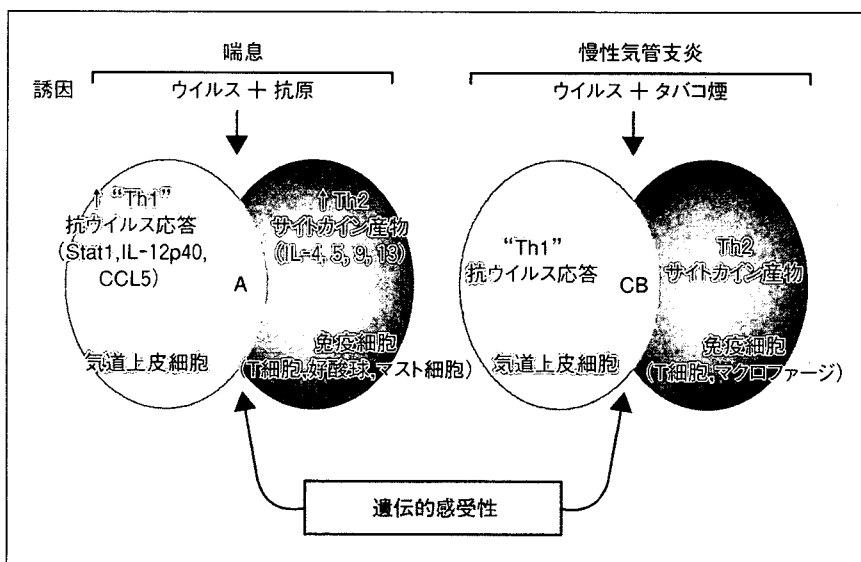 喘息
慢性気管支炎
誘因
ウイルス + 抗原
ウイルス + タバコ煙
↑ “Th1”
抗ウイルス応答
(Stat1,IL-12p40,
CCL5)
A
↑Th2
サイトカイン産物
(IL-4, 5, 9, 13)
気道上皮細胞
免疫細胞
(T細胞,好酸球,マスト細胞)
“Th1”
抗ウイルス応答
CB
Th2
サイトカイン産物
気道上皮細胞
免疫細胞
(T細胞,マクロファージ)
遺伝的感受性